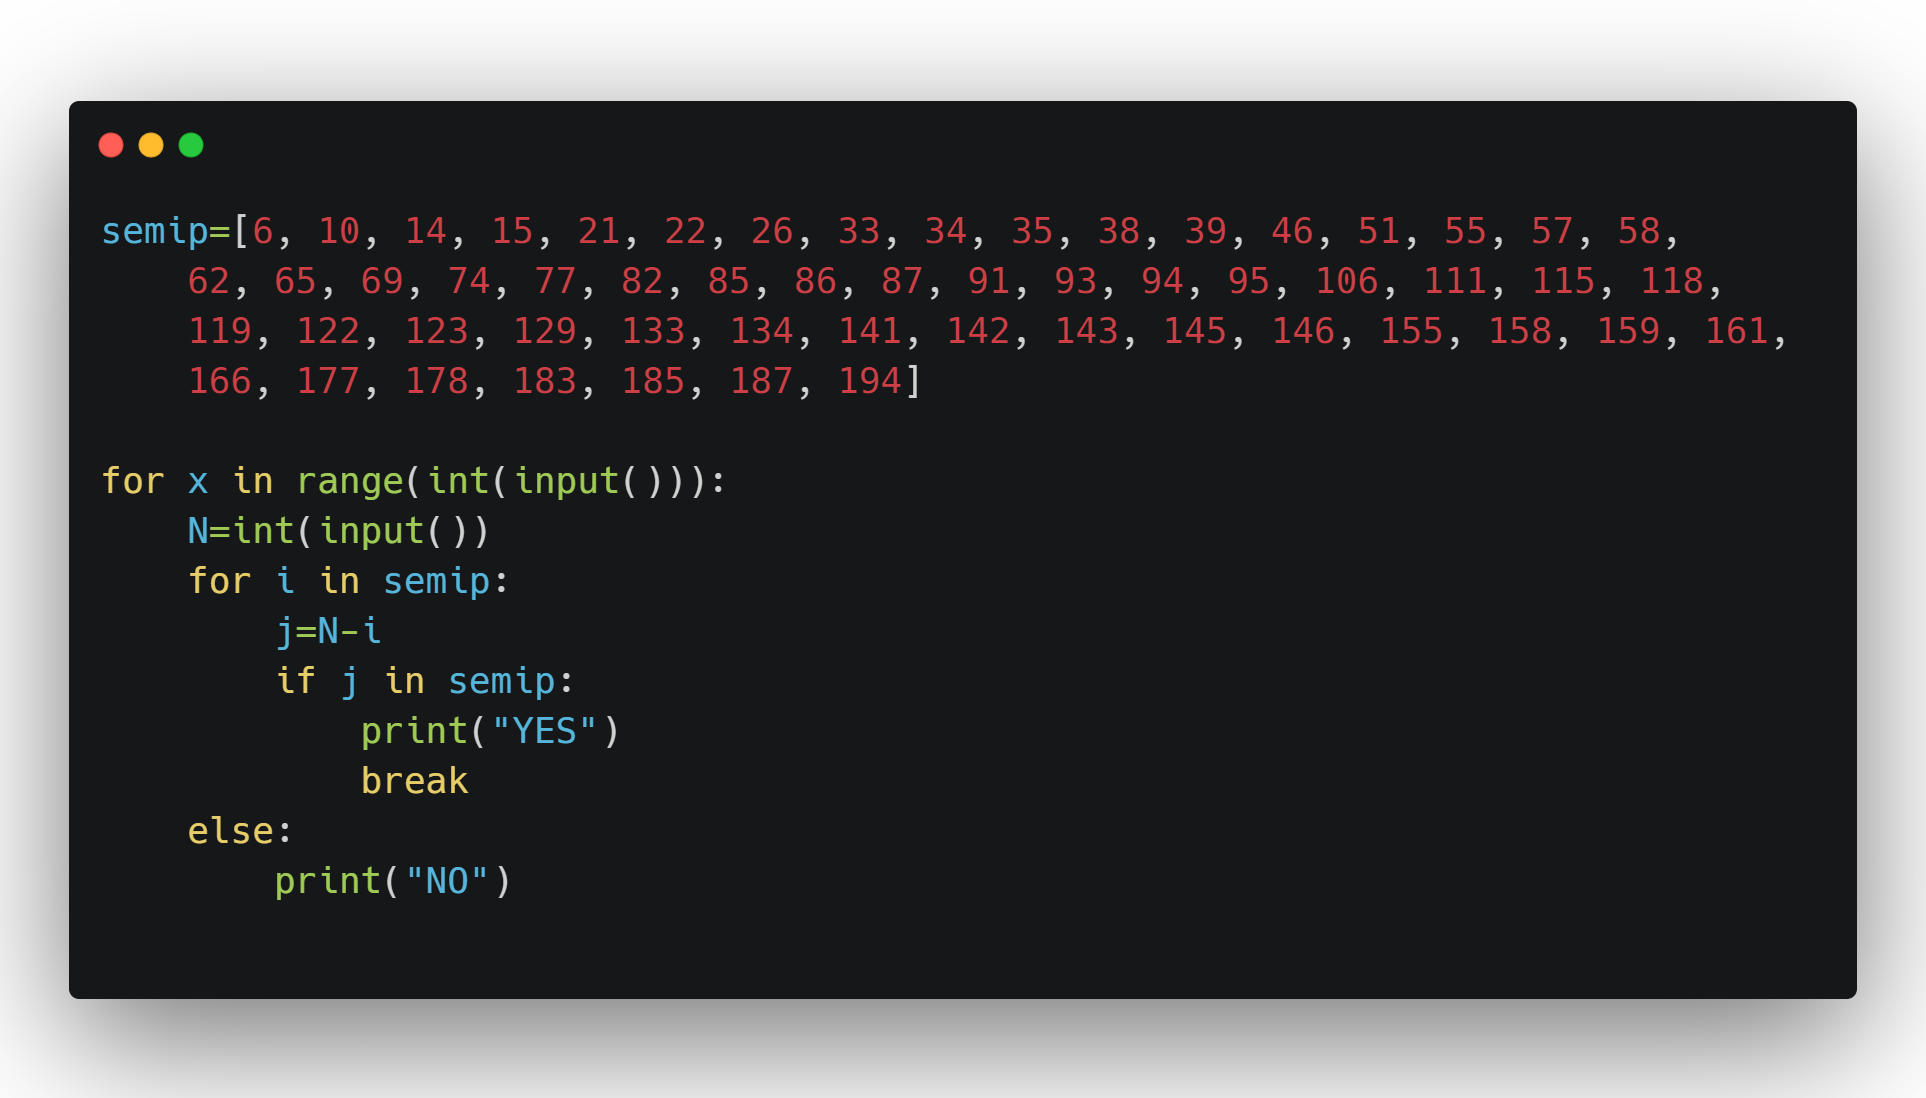 semip=[6, 10, 14, 15, 21, 22, 26, 33, 34, 35, 38, 39, 46, 51, 55, 57, 58,
    62, 65, 69, 74, 77, 82, 85, 86, 87, 91, 93, 94, 95, 106, 111, 115, 118,
    119, 122, 123, 129, 133, 134, 141, 142, 143, 145, 146, 155, 158, 159, 161,
    166, 177, 178, 183, 185, 187, 194]

for x in range(int(input())):
    N=int(input())
    for i in semip:
        j=N-i
        if j in semip:
            print("YES")
            break
    else:
        print("NO")